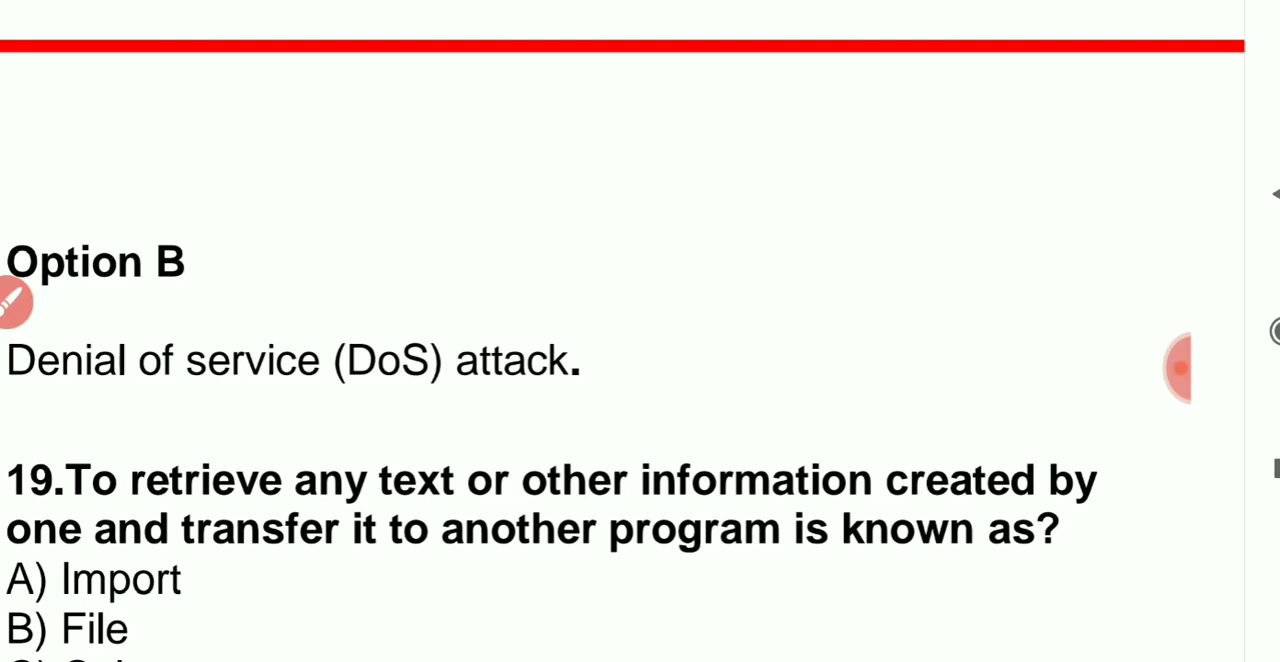 Option B
Denial of service (DoS) attack.
19.To retrieve any text or other information created by
one and transfer it to another program is known as?
A) Import
B) File